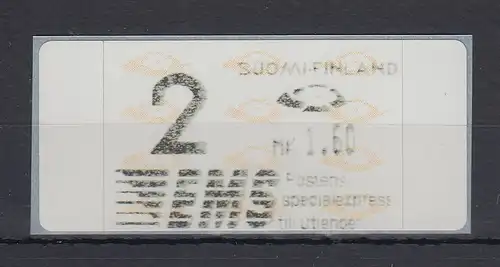 SUOMI-FINLAND
2
MK 1.60
EMS
Postens
specialexpress
till utlandet